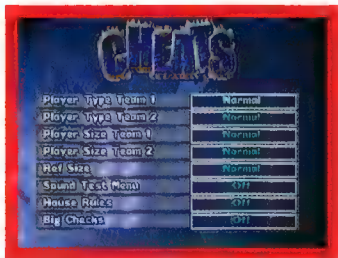 CHEATS
Player Type Team 1 Normal
Player Type Team 2 Normal
Player Size Team 1 Normal
Player Size Team 2 Normal
Ref Size Normal
Sound Test Menu Off
House Rules Off
Big Checks Off